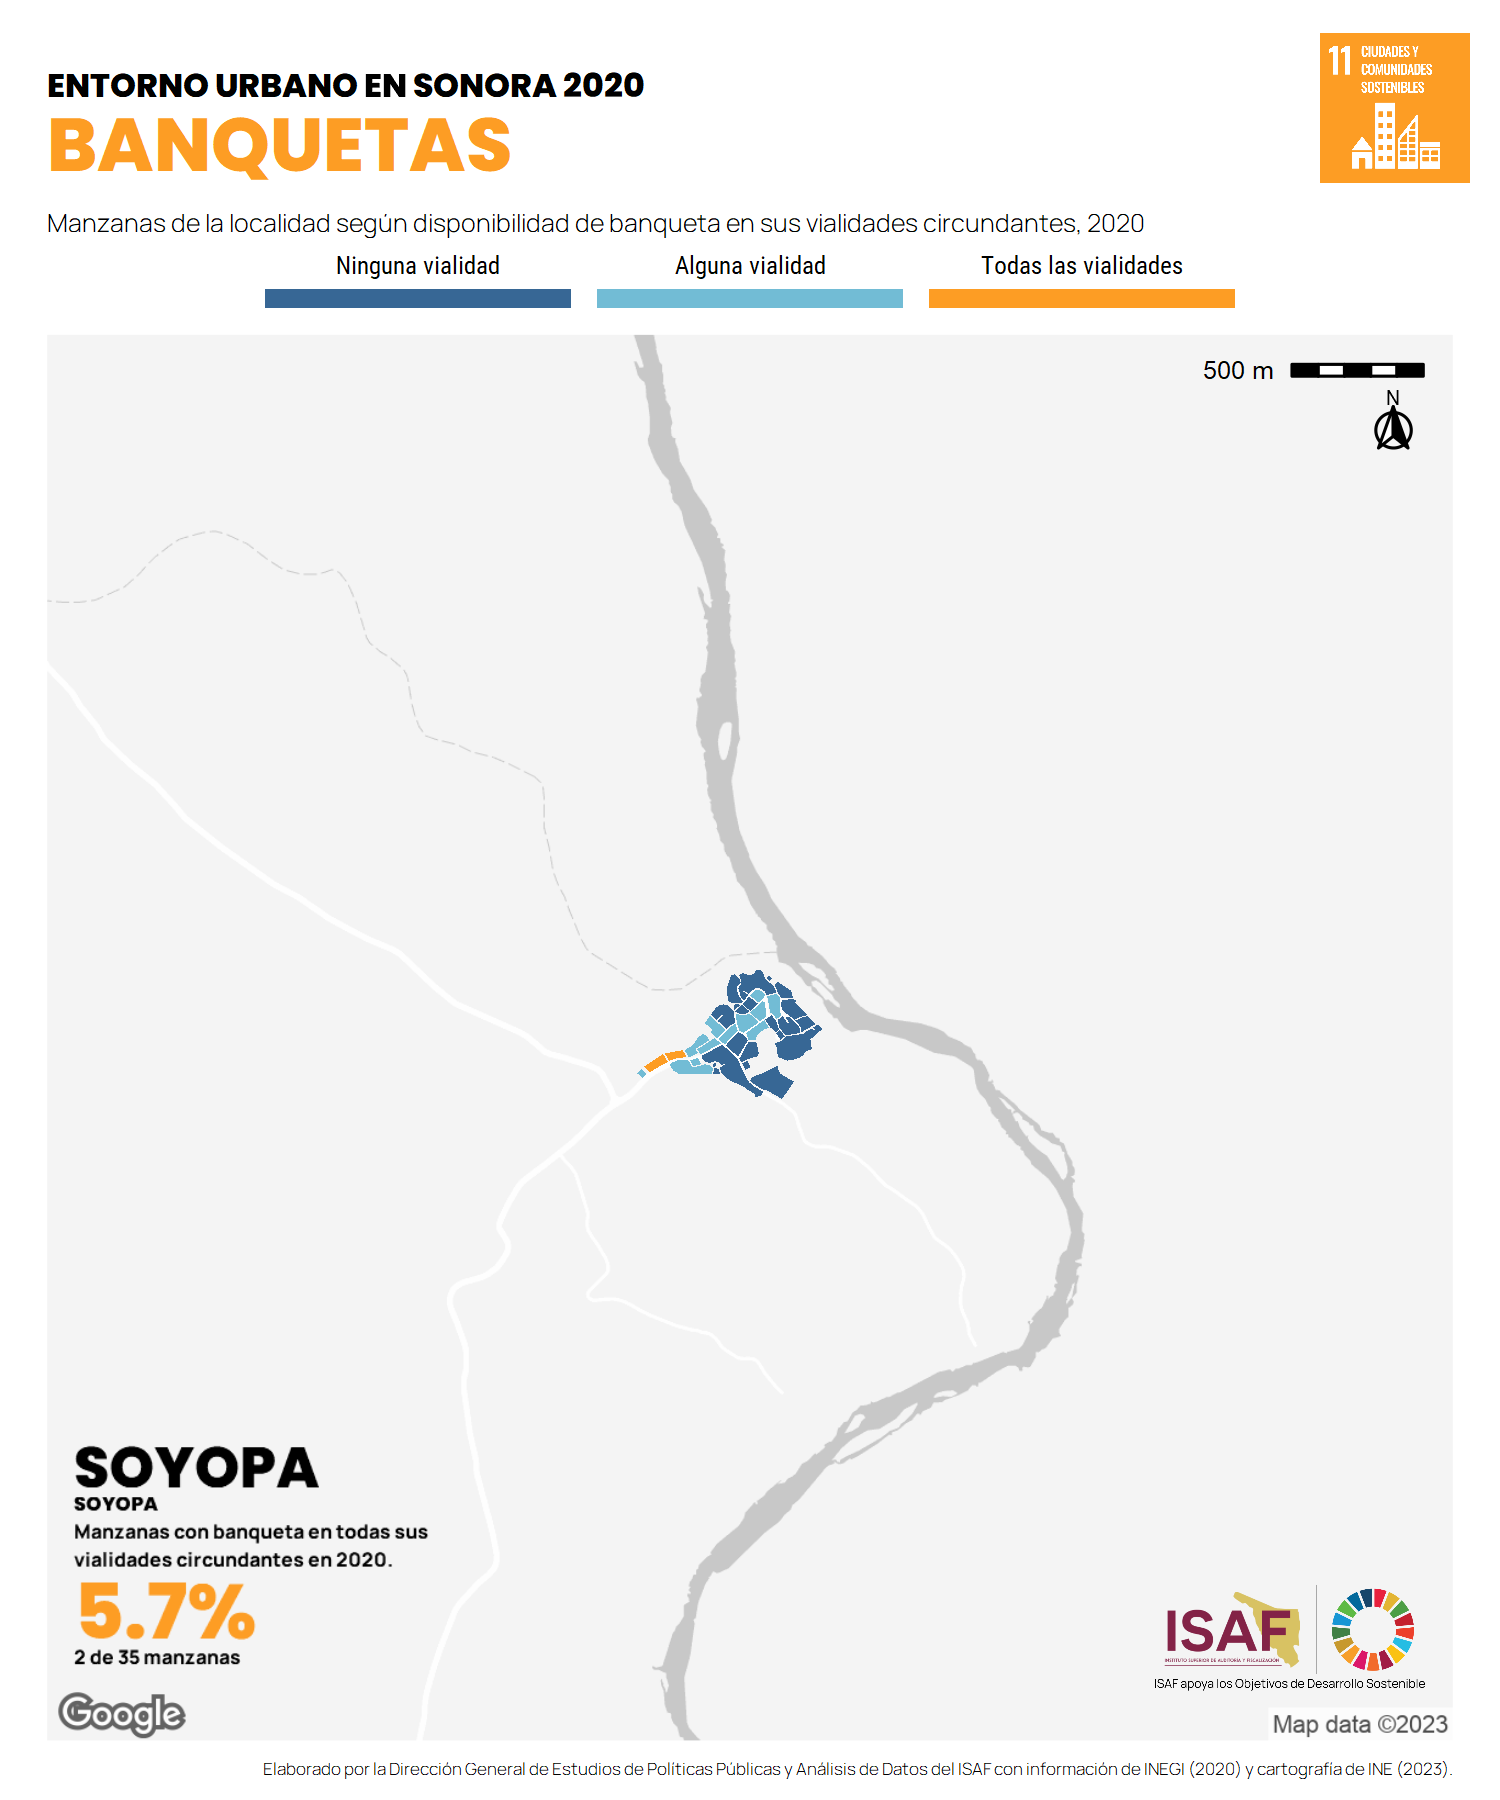 ENTORNO URBANO EN SONORA 2020
BANQUETAS
11 CIUDADES Y
COMUNIDADES
SOSTENIBLES
Manzanas de la localidad según disponibilidad de banqueta en sus vialidades circundantes, 2020
Ninguna vialidad
Alguna vialidad
Todas las vialidades
500 m
N
SOYOPA
SOYOPA
Manzanas con banqueta en todas sus
vialidades circundantes en 2020.
5.7%
2 de 35 manzanas
ISAF
INSTITUTO SUPERIOR DE AUDITORÍA Y FISCALIZACIÓN
ISAF apoya los Objetivos de Desarrollo Sostenible
Google
Map data ©2023
Elaborado por la Dirección General de Estudios de Políticas Públicas y Análisis de Datos del ISAF con información de INEGI (2020) y cartografía de INE (2023).